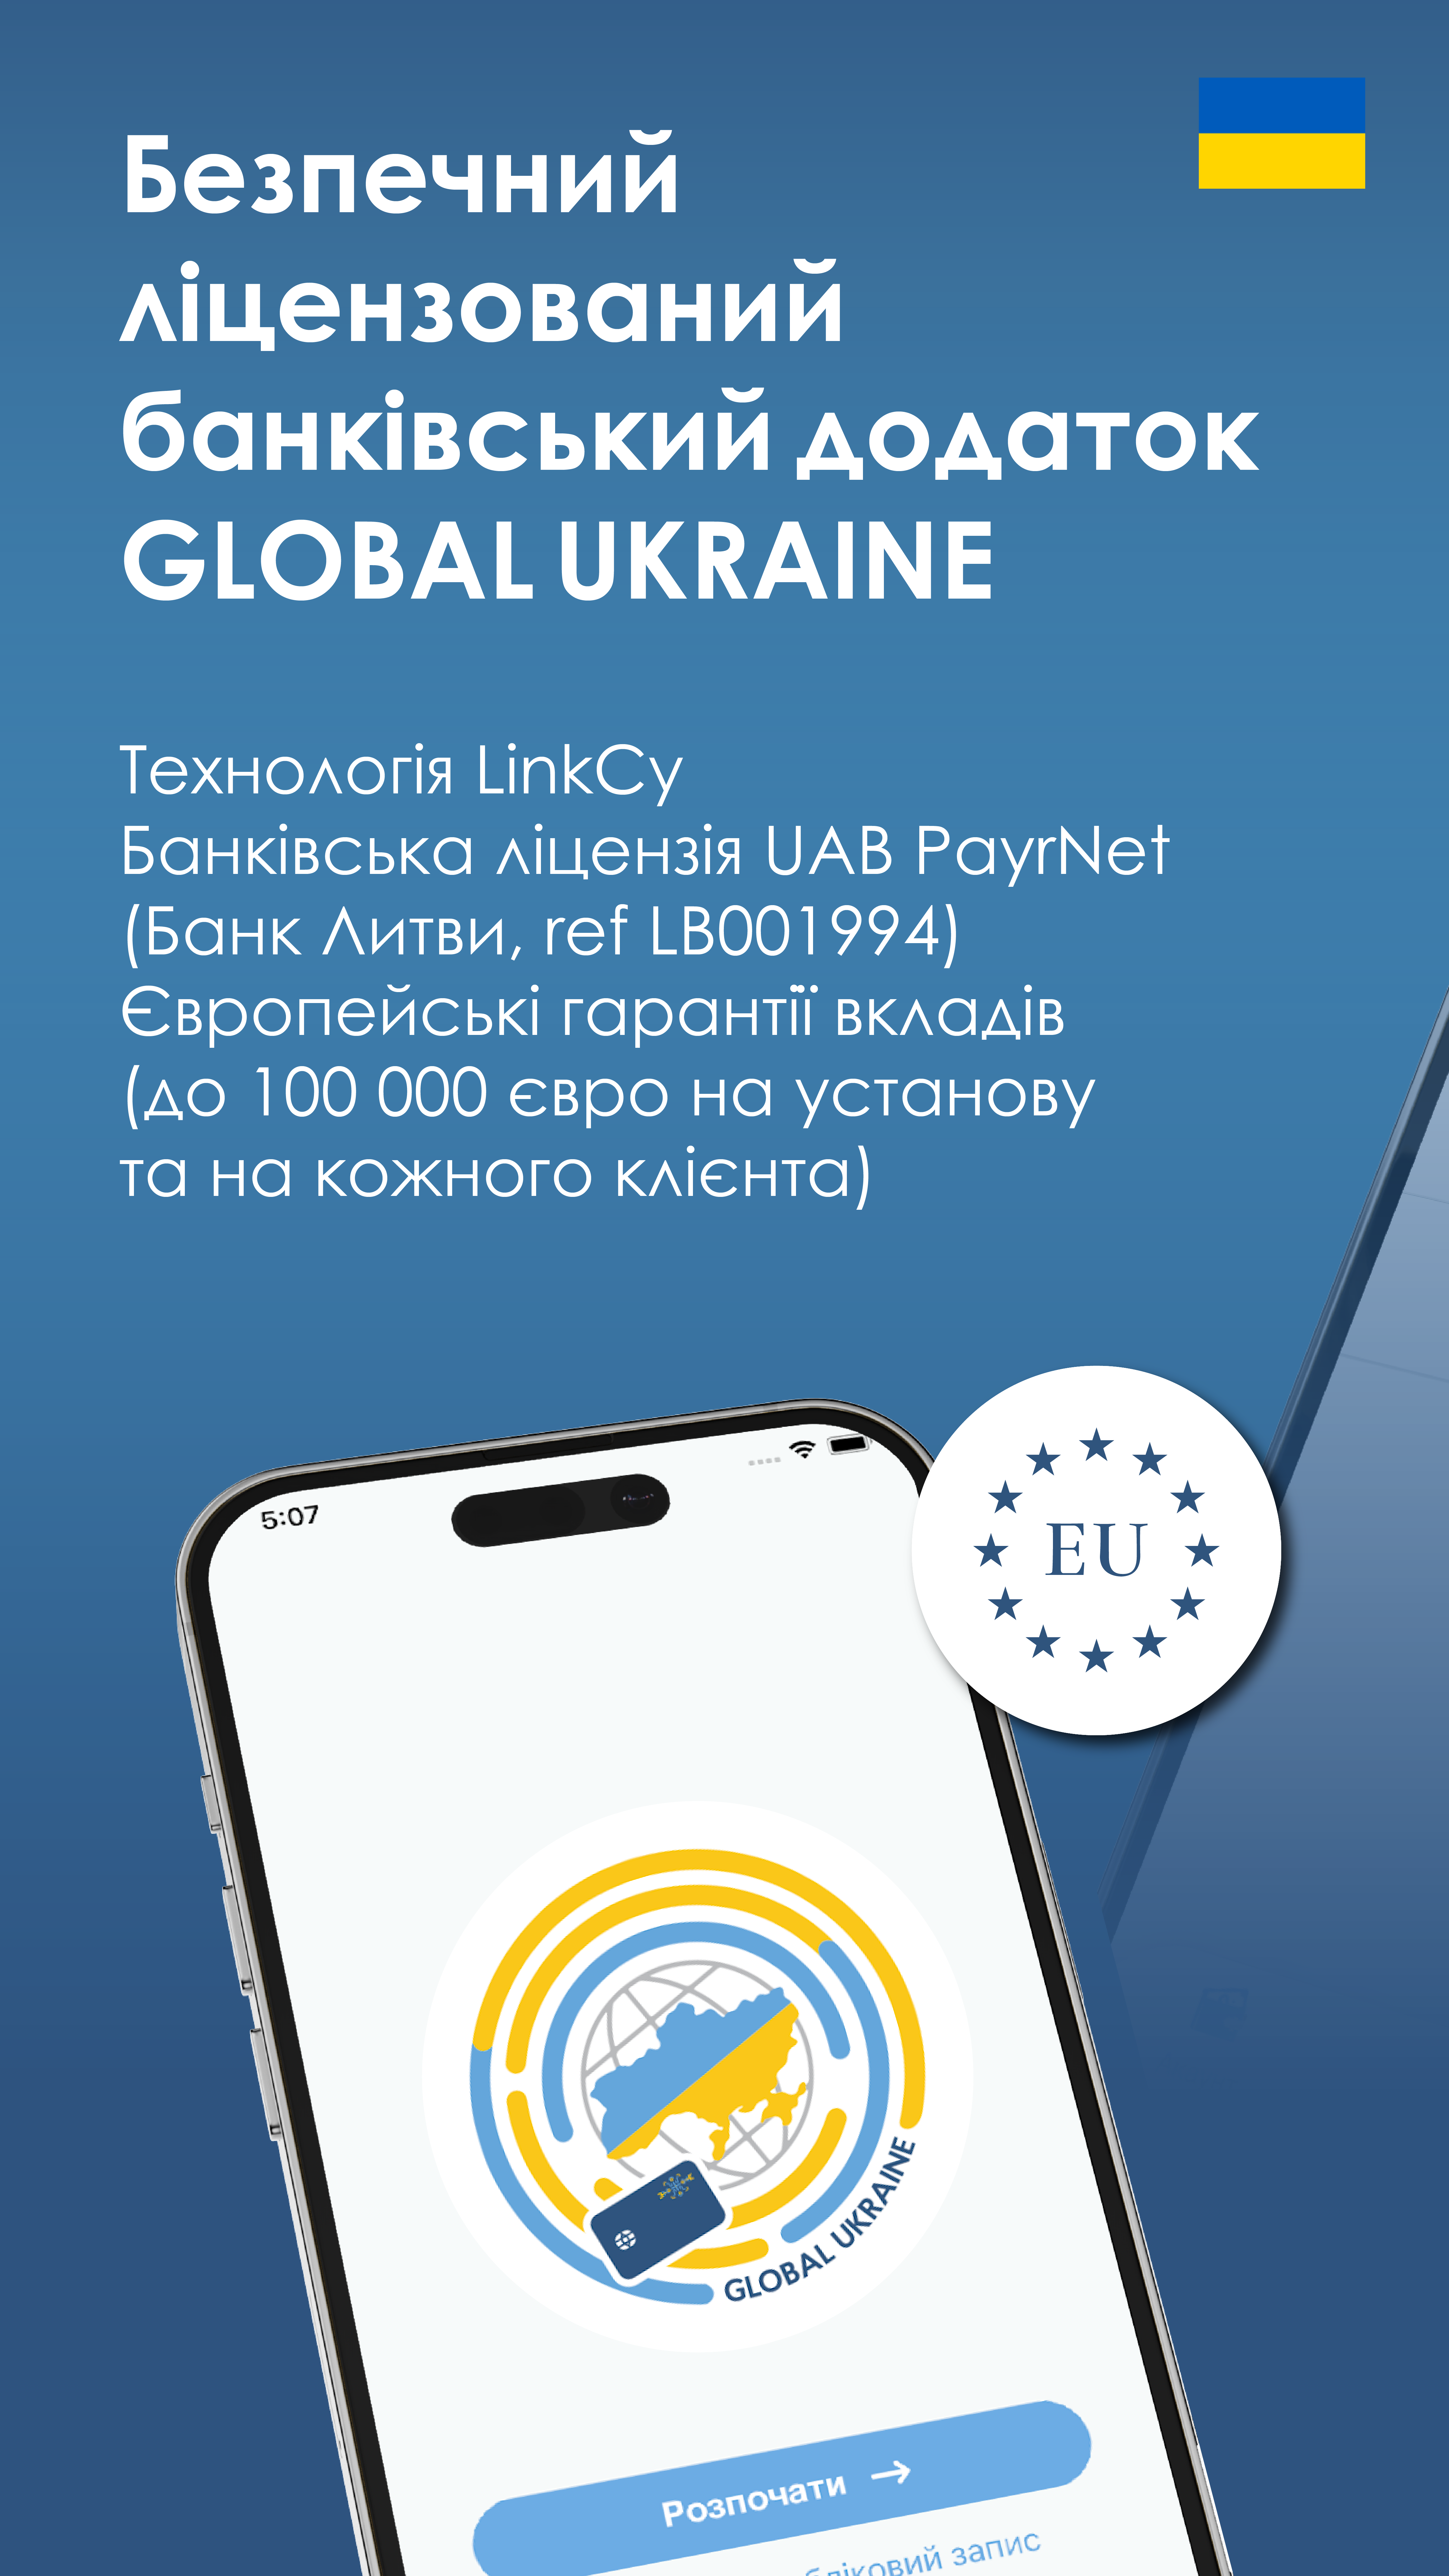 Безпечний
ліцензований
банківський додаток
GLOBAL UKRAINE
Технологія LinkCy
Банківська ліцензія UAB PayrNet
(Банк Литви, ref LB001994)
Європейські гарантії вкладів
(до 100 000 євро на установу
та на кожного клієнта)
5:07
EU
GLOBAL UKRAINE
Розпочати →
запис